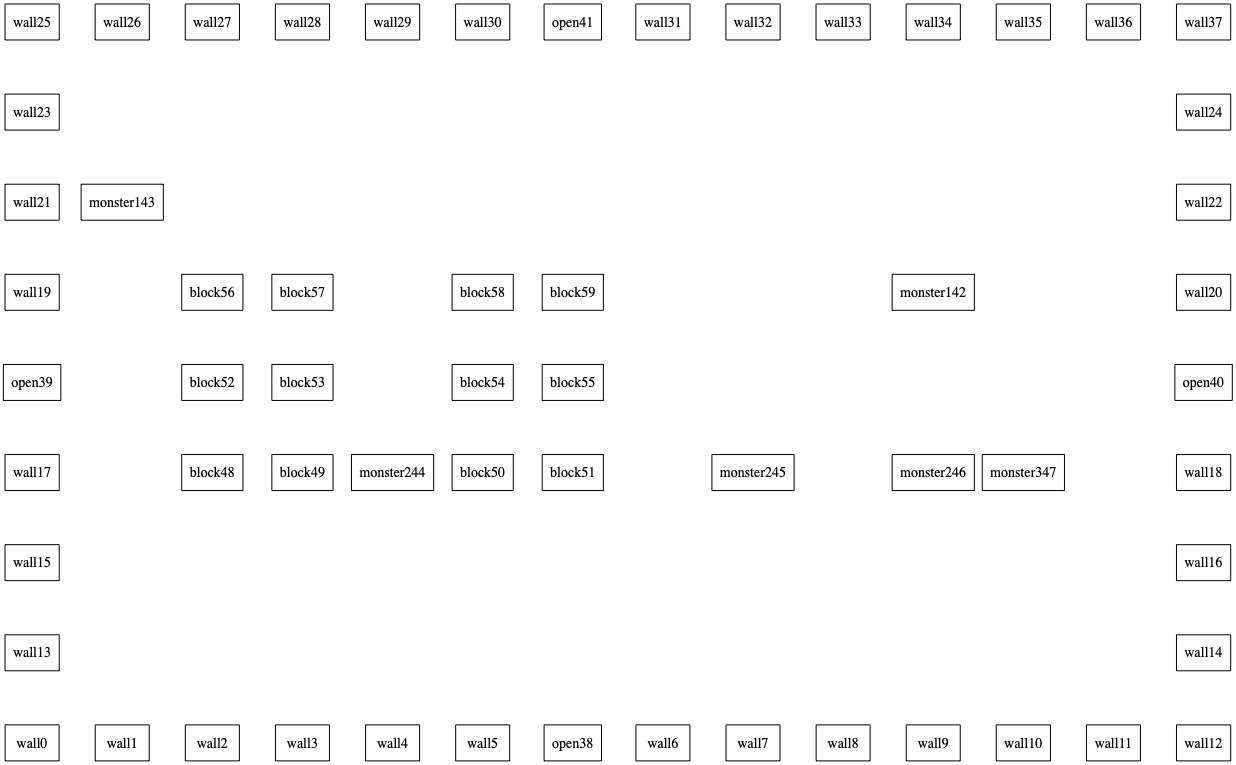 wall25 wall26 wall27 wall28 wall29 wall30 open41 wall31 wall32 wall33 wall34 wall35 wall36 wall37
wall23 wall24
wall21 monster143 wall22
wall19 block56 block57 block58 block59 monster142 wall20
open39 block52 block53 block54 block55 open40
wall17 block48 block49 monster244 block50 block51 monster245 monster246 monster347 wall18
wall15 wall16
wall13 wall14
wall0 wall1 wall2 wall3 wall4 wall5 open38 wall6 wall7 wall8 wall9 wall10 wall11 wall12